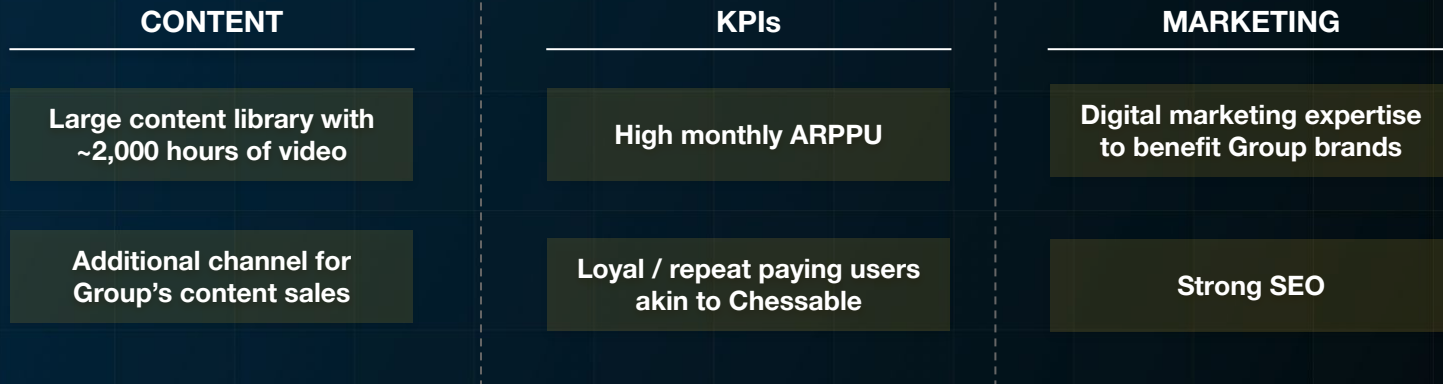 CONTENT
Large content library with
~2,000 hours of video
Additional channel for
Group’s content sales
KPIs
High monthly ARPPU
Loyal / repeat paying users
akin to Chessable
MARKETING
Digital marketing expertise
to benefit Group brands
Strong SEO